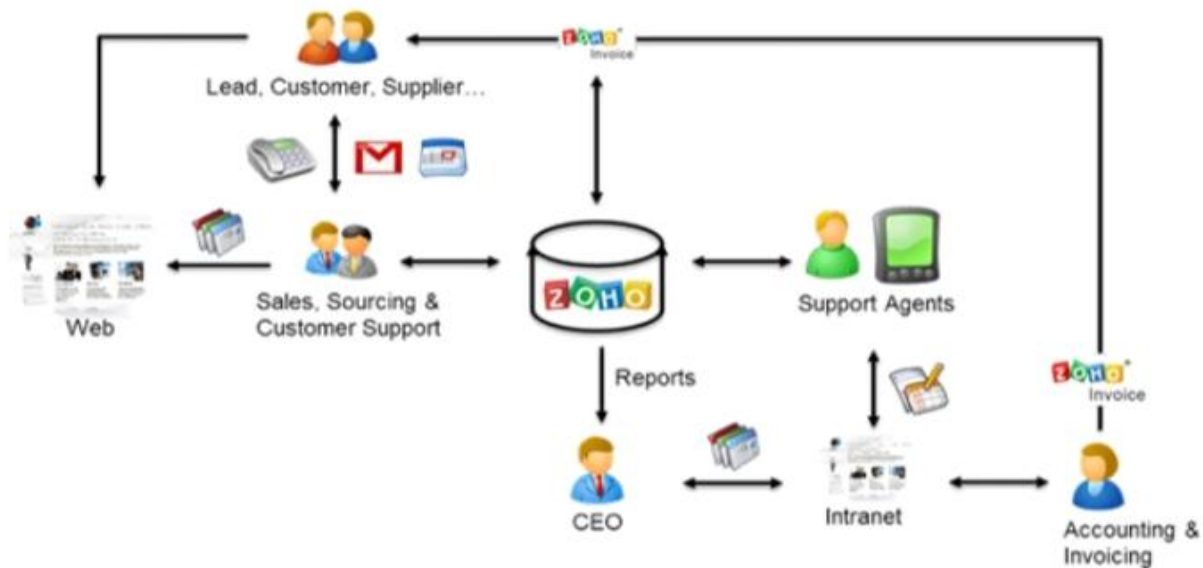 ZOHO
Invoice
Lead, Customer, Supplier...
ZOHO
Web
Sales, Sourcing &
Customer Support
Support Agents
Reports
ZOHO
Invoice
CEO
Intranet
Accounting &
Invoicing